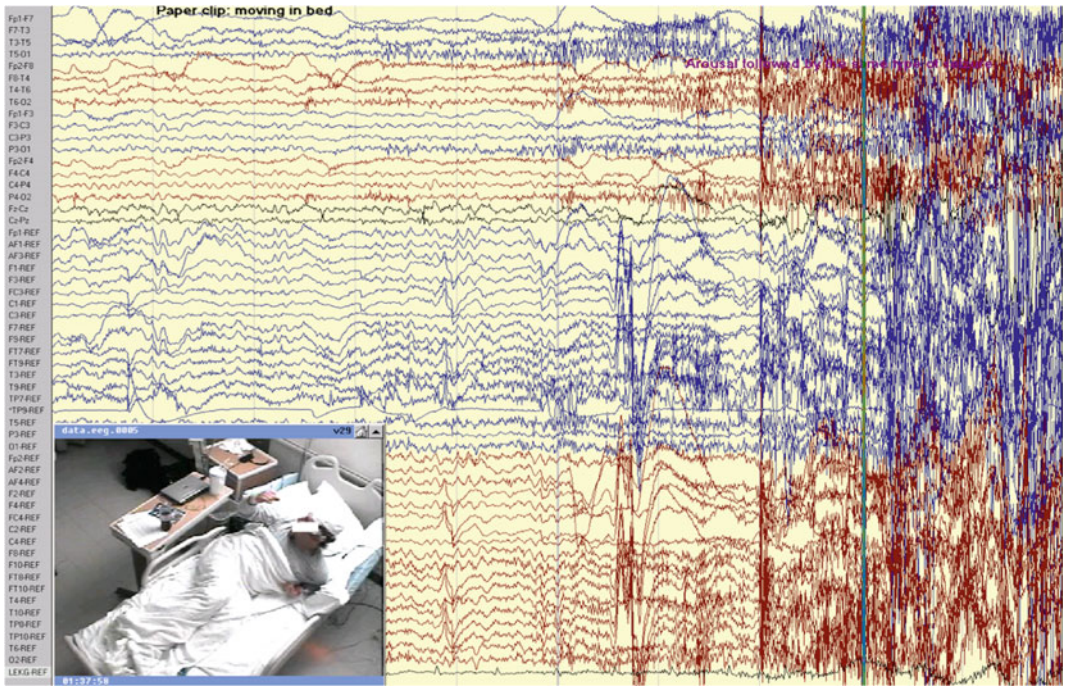 Paper clip: moving in bed
Fp1-F7
F7-T3
T3-T5
T5-O1
Fp2-F8
F8-T4
T4-T6
T6-O2
Fp1-F3
F3-C3
C3-P3
P3-O1
Fp2-F4
F4-C4
C4-P4
P4-O2
Fz-Cz
Cz-Pz
Fp1-REF
AF1-REF
AF3-REF
F1-REF
F3-REF
FC3-REF
C1-REF
C3-REF
F7-REF
F9-REF
FT7-REF
FT9-REF
T3-REF
T9-REF
TP7-REF
*TP9-REF
T5-REF
P3-REF
O1-REF
Fp2-REF
AF2-REF
AF4-REF
F2-REF
F4-REF
FC4-REF
C2-REF
C4-REF
F8-REF
F10-REF
FT8-REF
FT10-REF
T4-REF
T10-REF
TP8-REF
TP10-REF
T6-REF
O2-REF
LEKG-REF
Arousal followed by the same type of
data.eeg.0005
v29
01:37:58